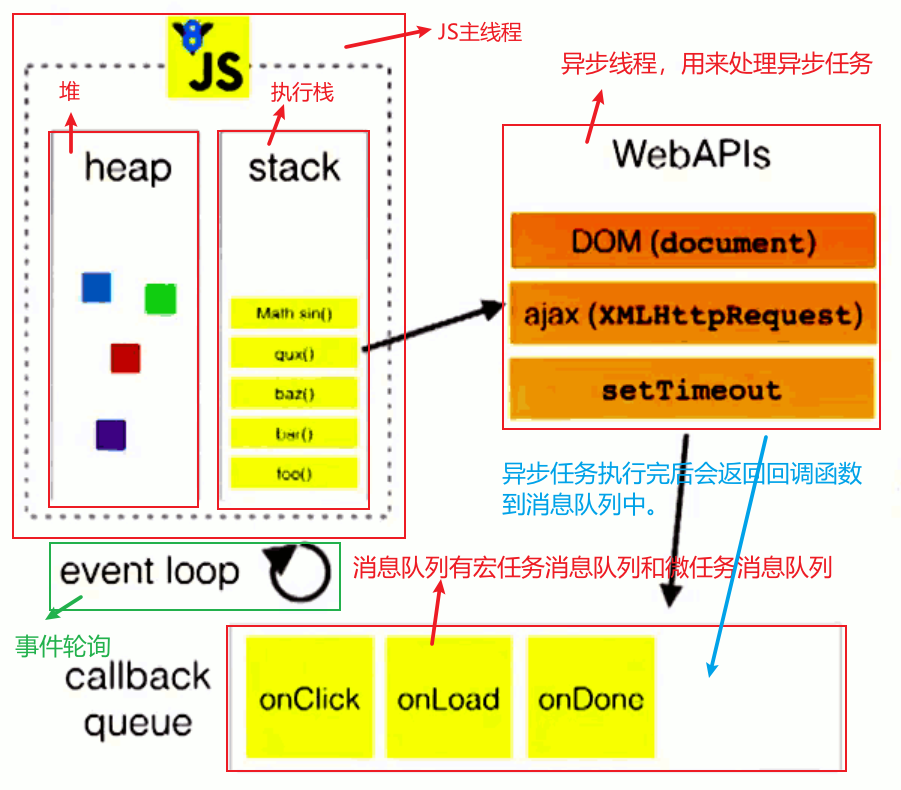 8
JS
JS主线程
堆
执行栈
heap
stack
Math sin()
qux()
baz()
bar()
foo()
异步线程，用来处理异步任务
WebAPIs
DOM (document)
ajax (XMLHttpRequest)
setTimeout
异步任务执行完后会返回回调函数
到消息队列中。
event loop
消息队列有宏任务消息队列和微任务消息队列
事件轮询
callback
queue
onClick
onLoad
onDone